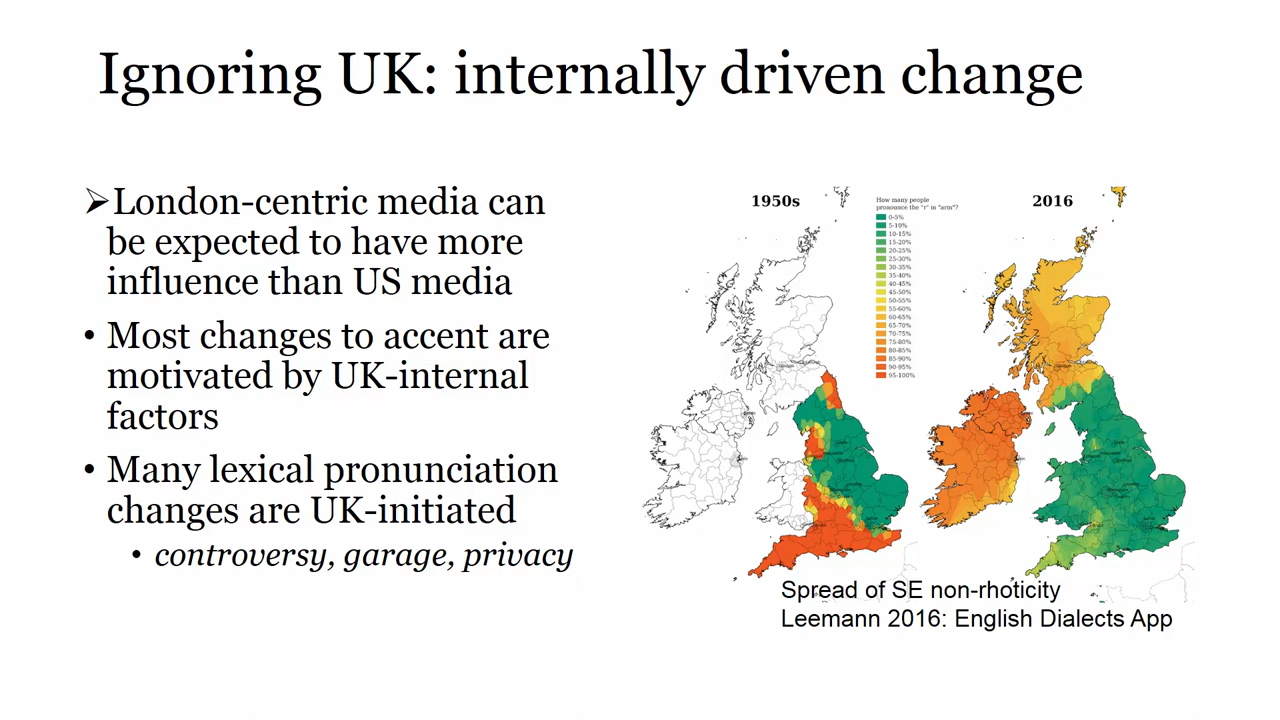 Ignoring UK: internally driven change
➢London-centric media can
be expected to have more
influence than US media
• Most changes to accent are
motivated by UK-internal
factors
• Many lexical pronunciation
changes are UK-initiated
• controversy, garage, privacy
1950s
How many people
pronounce the "r" in "arm"?
0-5%
5-10%
10-15%
15-20%
20-25%
25-30%
30-35%
35-40%
40-45%
45-50%
50-55%
55-60%
60-65%
65-70%
70-75%
75-80%
80-85%
85-90%
90-95%
95-100%
2016
Spread of SE non-rhoticity
Leemann 2016: English Dialects App